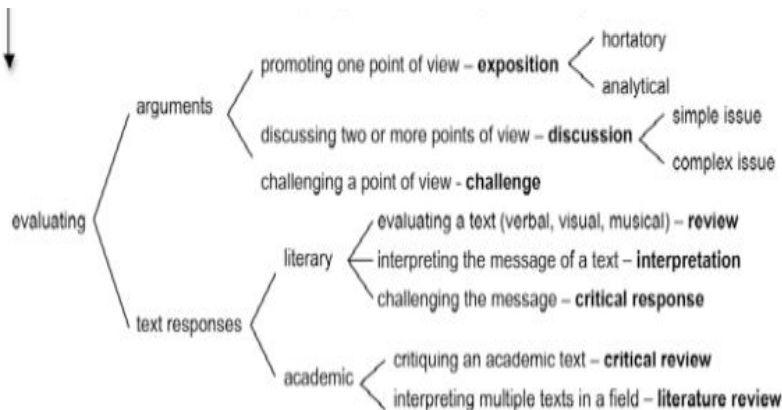 hortatory
promoting one point of view – exposition
analytical
arguments
simple issue
discussing two or more points of view – discussion
complex issue
challenging a point of view - challenge
evaluating
evaluating a text (verbal, visual, musical) – review
literary
interpreting the message of a text – interpretation
challenging the message – critical response
text responses
critiquing an academic text – critical review
academic
interpreting multiple texts in a field – literature review